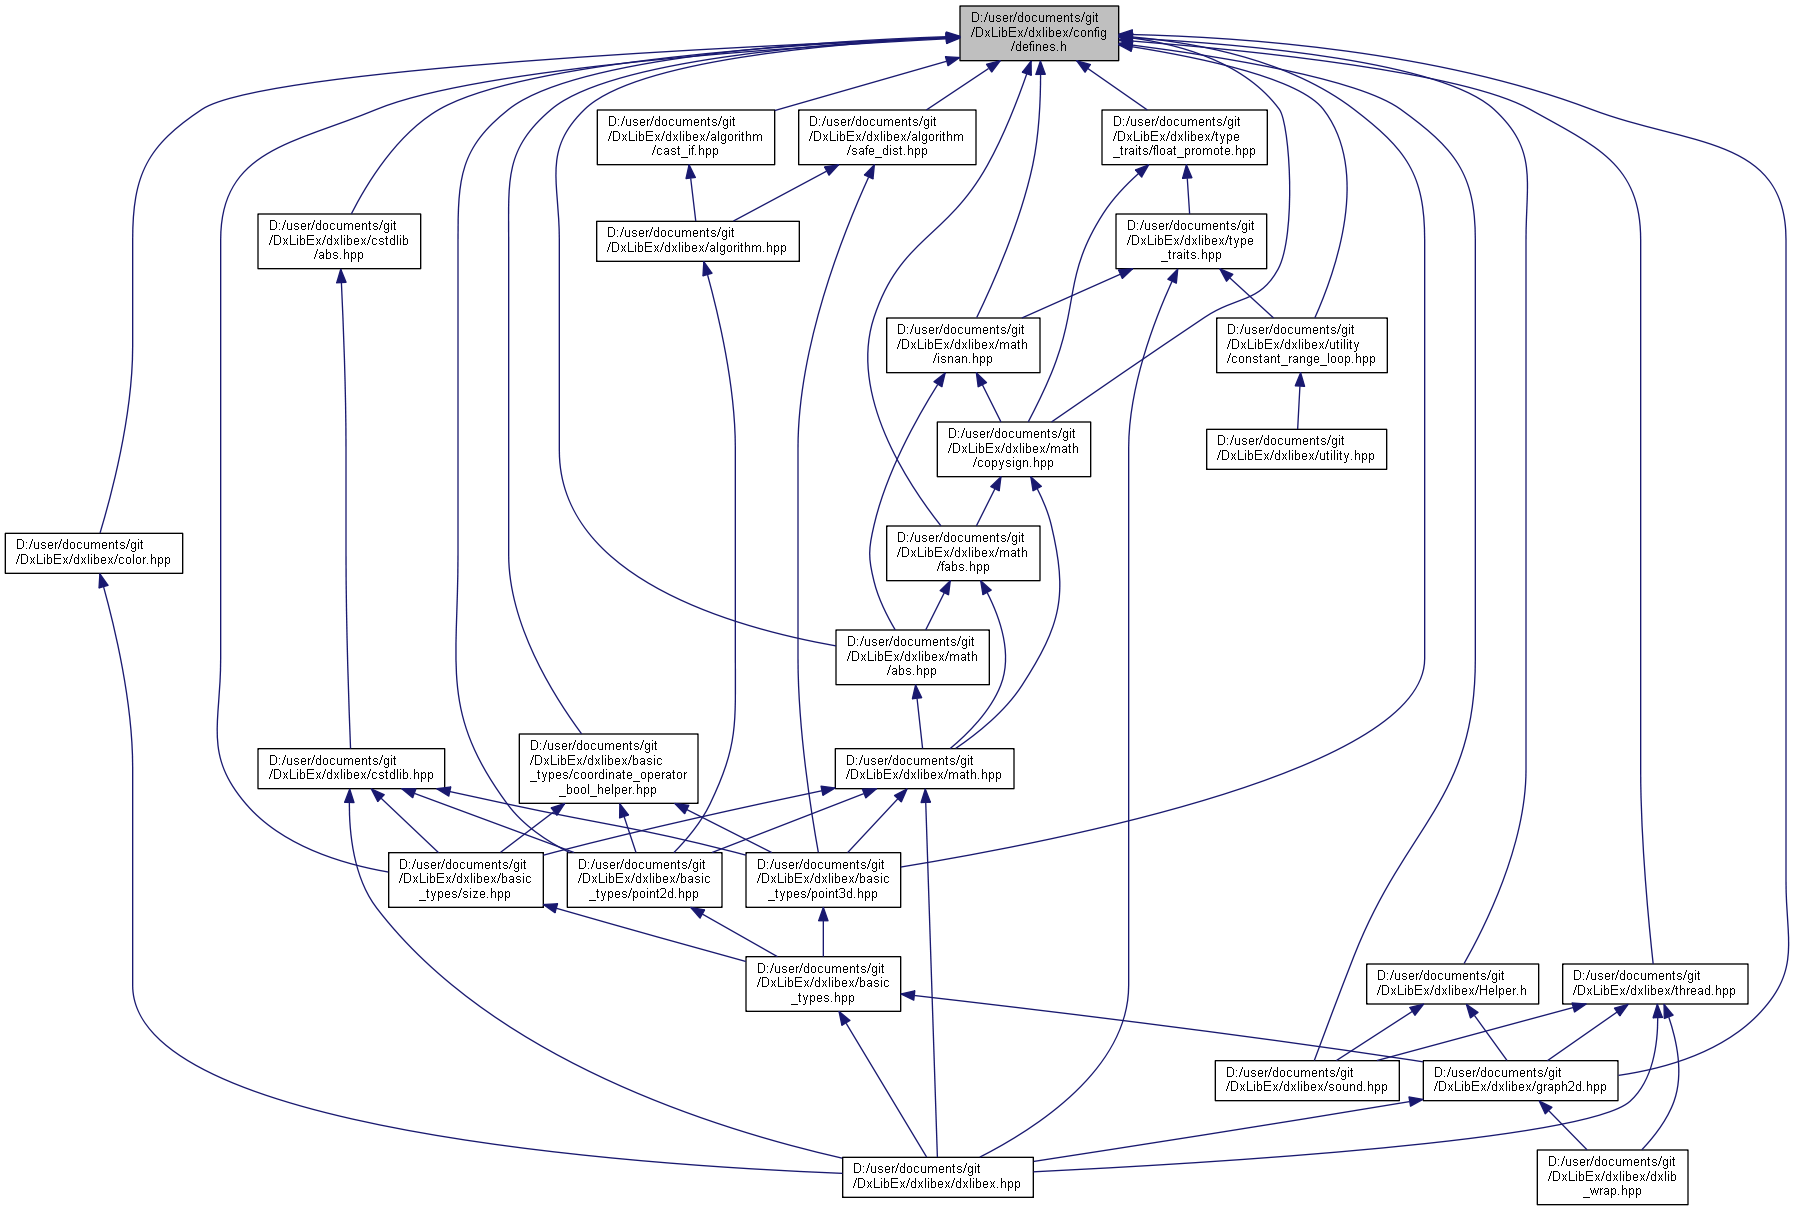 D:/user/documents/git
/DxLibEx/dxlibex/config
/defines.h
D:/user/documents/git
/DxLibEx/dxlibex/algorithm
/cast_if.hpp
D:/user/documents/git
/DxLibEx/dxlibex/algorithm
/safe_dist.hpp
D:/user/documents/git
/DxLibEx/dxlibex/type
_traits/float_promote.hpp
D:/user/documents/git
/DxLibEx/dxlibex/cstdlib
/abs.hpp
D:/user/documents/git
/DxLibEx/dxlibex/algorithm.hpp
D:/user/documents/git
/DxLibEx/dxlibex/type
_traits.hpp
D:/user/documents/git
/DxLibEx/dxlibex/math
/isnan.hpp
D:/user/documents/git
/DxLibEx/dxlibex/utility
/constant_range_loop.hpp
D:/user/documents/git
/DxLibEx/dxlibex/math
/copysign.hpp
D:/user/documents/git
/DxLibEx/dxlibex/utility.hpp
D:/user/documents/git
/DxLibEx/dxlibex/color.hpp
D:/user/documents/git
/DxLibEx/dxlibex/math
/fabs.hpp
D:/user/documents/git
/DxLibEx/dxlibex/math
/abs.hpp
D:/user/documents/git
/DxLibEx/dxlibex/cstdlib.hpp
D:/user/documents/git
/DxLibEx/dxlibex/basic
_types/coordinate_operator
_bool_helper.hpp
D:/user/documents/git
/DxLibEx/dxlibex/math.hpp
D:/user/documents/git
/DxLibEx/dxlibex/basic
_types/size.hpp
D:/user/documents/git
/DxLibEx/dxlibex/basic
_types/point2d.hpp
D:/user/documents/git
/DxLibEx/dxlibex/basic
_types/point3d.hpp
D:/user/documents/git
/DxLibEx/dxlibex/basic
_types.hpp
D:/user/documents/git
/DxLibEx/dxlibex/Helper.h
D:/user/documents/git
/DxLibEx/dxlibex/thread.hpp
D:/user/documents/git
/DxLibEx/dxlibex/sound.hpp
D:/user/documents/git
/DxLibEx/dxlibex/graph2d.hpp
D:/user/documents/git
/DxLibEx/dxlibex/dxlibex.hpp
D:/user/documents/git
/DxLibEx/dxlibex/dxlib
_wrap.hpp